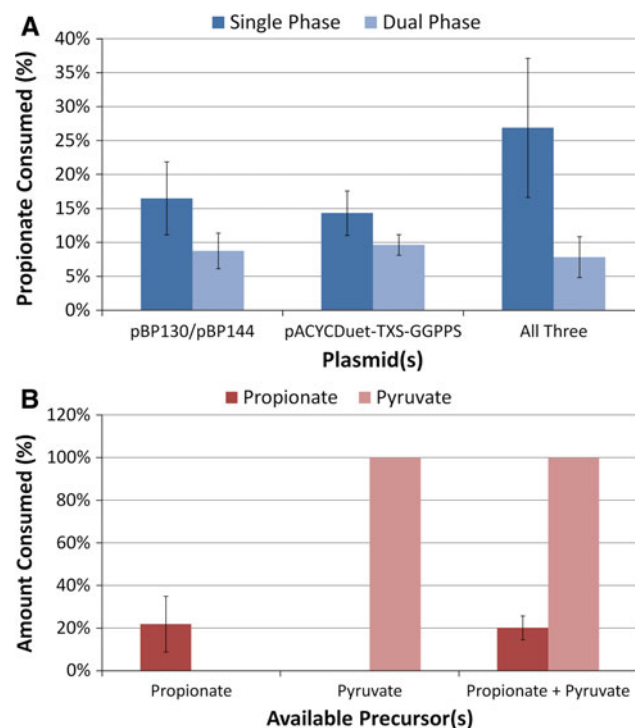 A
Single Phase Dual Phase
Propionate Consumed (%)
40%
35%
30%
25%
20%
15%
10%
5%
0%
pBP130/pBP144 pACYCDuet-TXS-GGPPS All Three
Plasmid(s)
B
Propionate Pyruvate
Amount Consumed (%)
120%
100%
80%
60%
40%
20%
0%
Propionate Pyruvate Propionate + Pyruvate
Available Precursor(s)